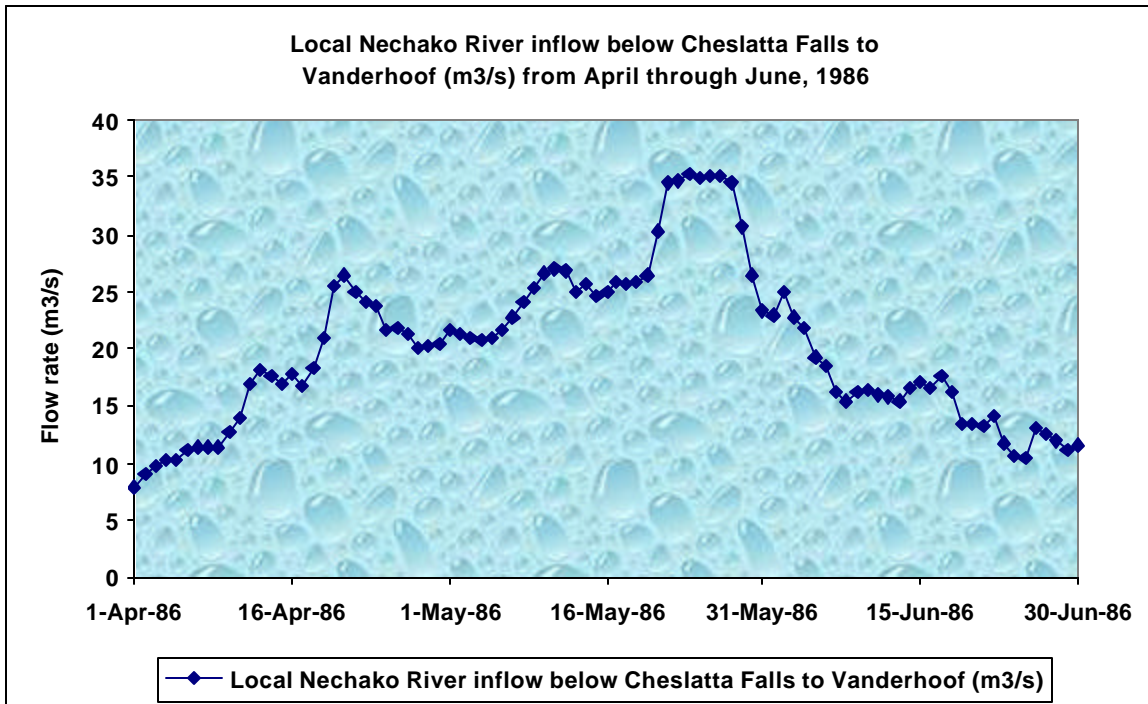 Local Nechako River inflow below Cheslatta Falls to
Vanderhoof (m3/s) from April through June, 1986
40
35
30
25
20
15
10
5
0
Flow rate (m3/s)
1-Apr-86 16-Apr-86 1-May-86 16-May-86 31-May-86 15-Jun-86 30-Jun-86
Local Nechako River inflow below Cheslatta Falls to Vanderhoof (m3/s)